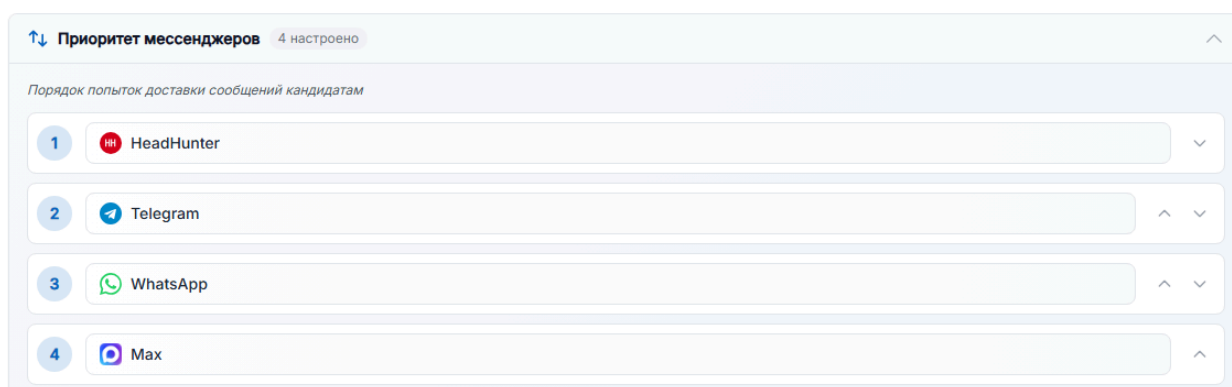 Приоритет мессенджеров 4 настроено
Порядок попыток доставки сообщений кандидатам
1 HH HeadHunter
2 Telegram
3 WhatsApp
4 Max